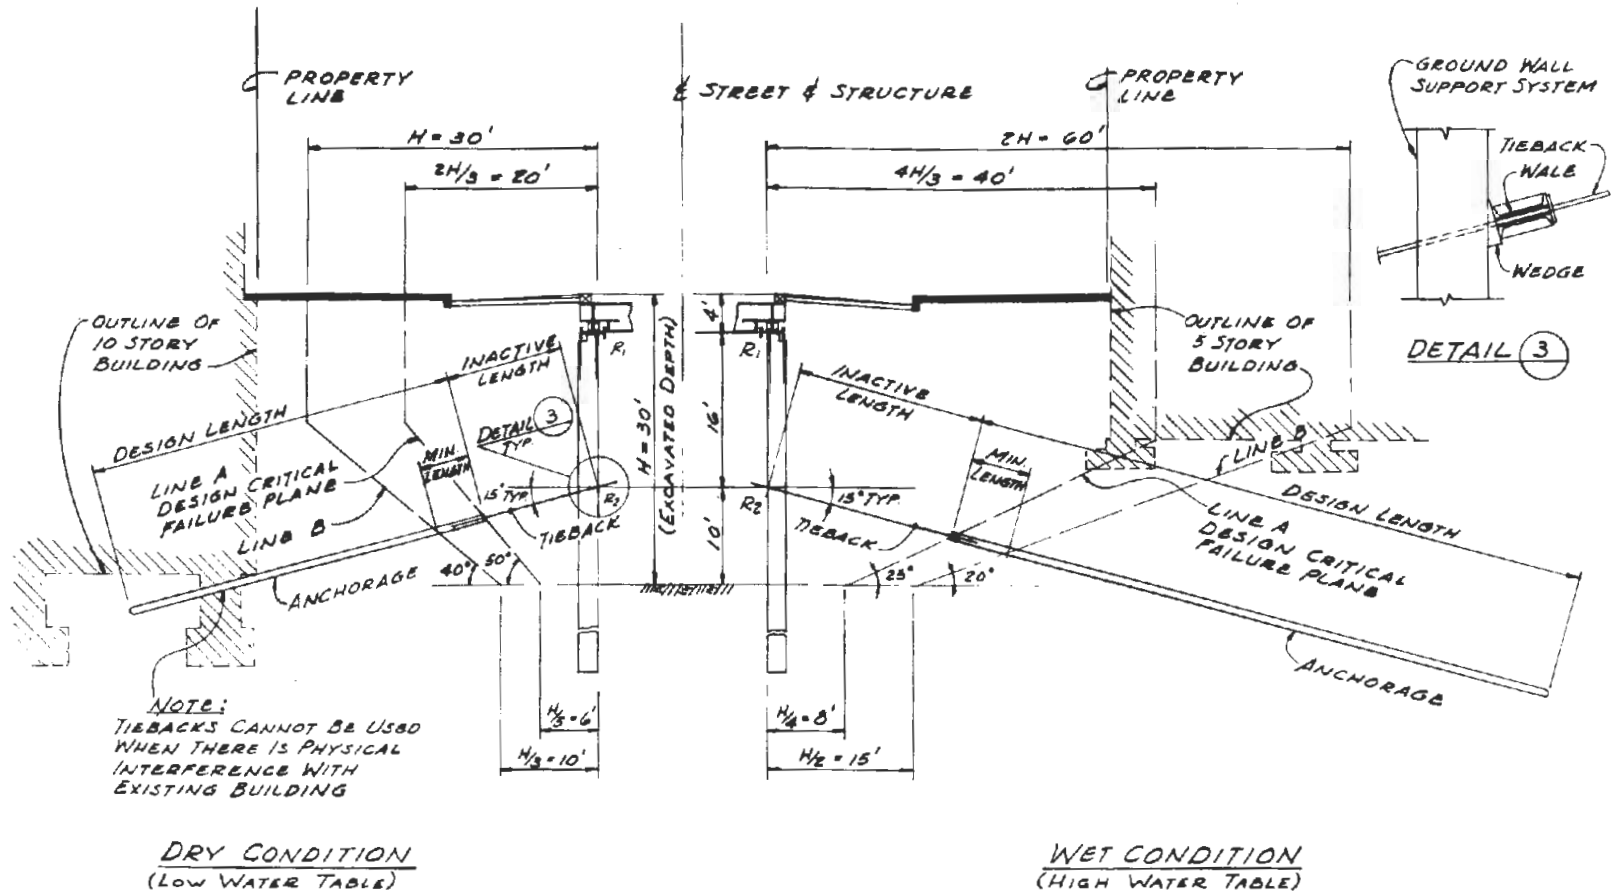 PROPERTY
LINE
℄ STREET & STRUCTURE
PROPERTY
LINE
GROUND WALL
SUPPORT SYSTEM
H = 30'
2H = 60'
TIEBACK
WALE
2H/3 = 20'
4H/3 = 40'
WEDGE
DETAIL 3
OUTLINE OF
10 STORY
BUILDING
INACTIVE
LENGTH
R1
4'
R1
OUTLINE OF
5 STORY
BUILDING
H = 30'
(EXCAVATED DEPTH)
16'
10'
INACTIVE
LENGTH
DESIGN LENGTH
DETAIL 3
TYP.
MIN.
LENGTH
LINE A
DESIGN CRITICAL
FAILURE PLANE
LINE B
15° TYP.
R2
R2
15° TYP.
TIEBACK
TIEBACK
MIN.
LENGTH
LINE B
DESIGN LENGTH
LINE A
DESIGN CRITICAL
FAILURE PLANE
ANCHORAGE
40°
50°
25°
20°
ANCHORAGE
NOTE:
TIEBACKS CANNOT BE USED
WHEN THERE IS PHYSICAL
INTERFERENCE WITH
EXISTING BUILDING
H/5 = 6'
H/4 = 8'
H/3 = 10'
H/2 = 15'
DRY CONDITION
(LOW WATER TABLE)
WET CONDITION
(HIGH WATER TABLE)